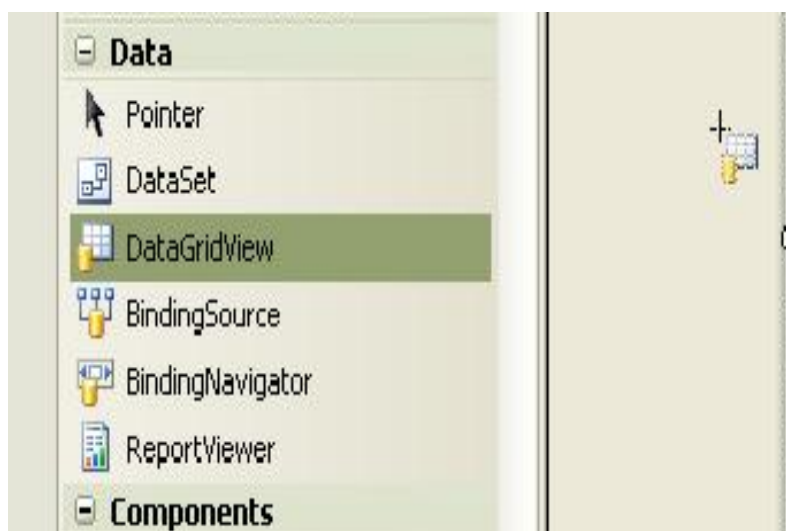 Data
Pointer
DataSet
DataGridView
BindingSource
BindingNavigator
ReportViewer
Components